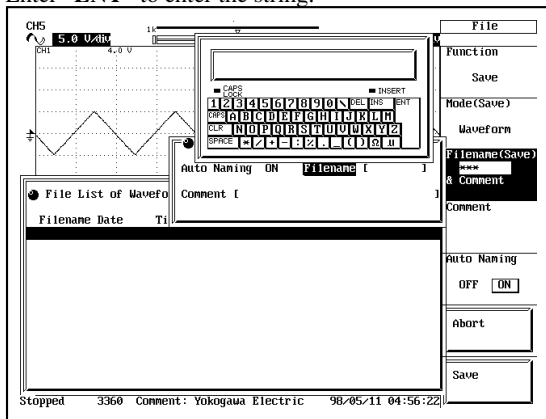 Enter "ENT" to enter the string.
CH5
5.0 V/div
1k
CH1 4.0 V
CAPS LOCK INSERT
1 2 3 4 5 6 7 8 9 0 \ DEL INS ENT
CAPS A B C D E F G H I J K L M
CLR N O P Q R S T U V W X Y Z
SPACE * / + - : % . _ ( ) Ω µ
Auto Naming ON Filename [ ]
Comment [ ]
File List of Wavefo
Filename Date Ti
File
Function
Save
Mode(Save)
Waveform
Filename(Save)
***
& Comment
Comment
Auto Naming
OFF ON
Abort
Save
Stopped 3360 Comment: Yokogawa Electric 98/05/11 04:56:22